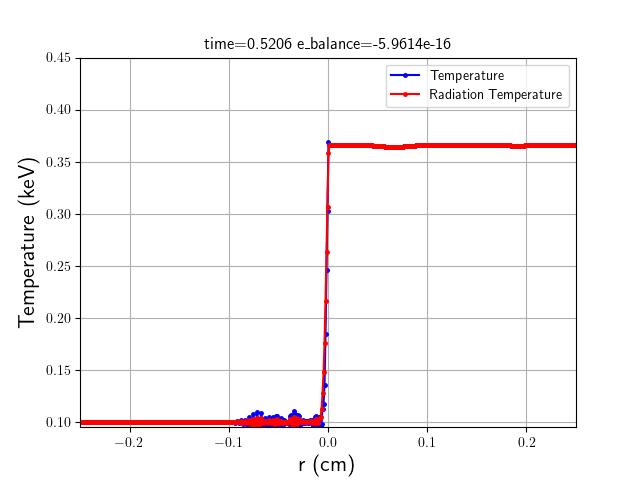 time=0.5206 e_balance=-5.9614e-16
Temperature
Radiation Temperature
Temperature (keV)
0.45
0.40
0.35
0.30
0.25
0.20
0.15
0.10
−0.2
−0.1
0.0
0.1
0.2
r (cm)